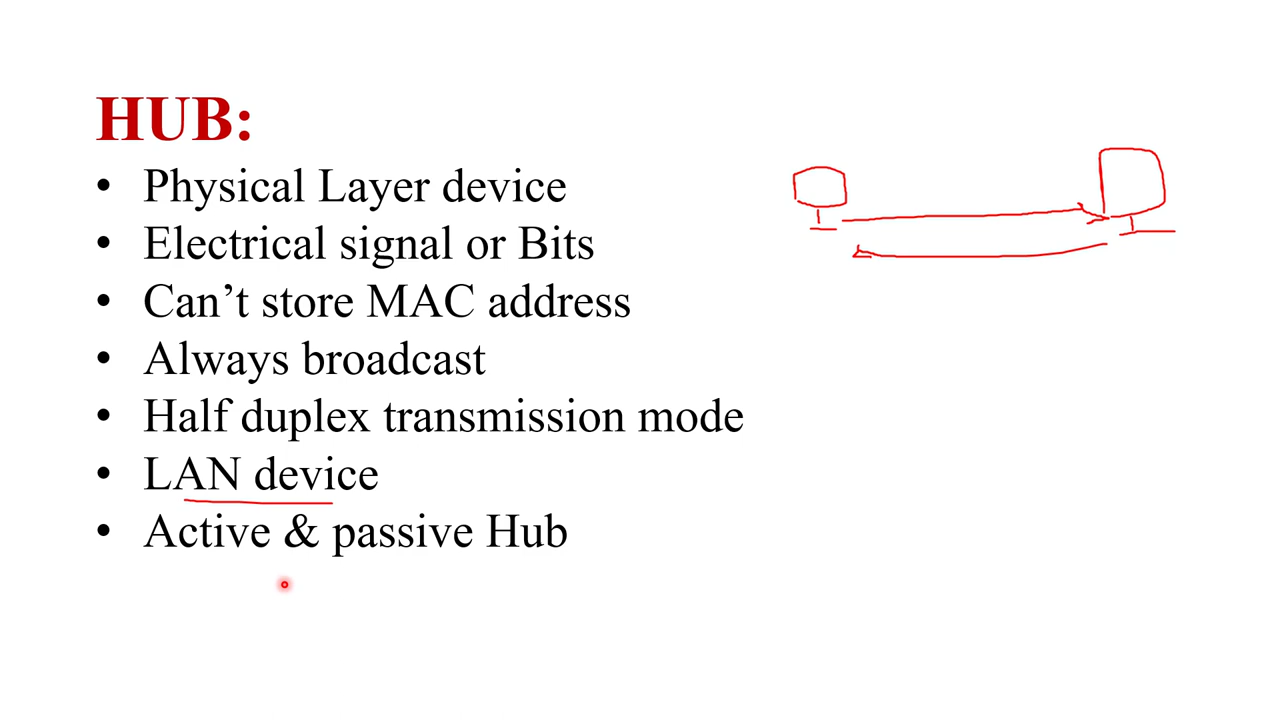 HUB:
• Physical Layer device
• Electrical signal or Bits
• Can’t store MAC address
• Always broadcast
• Half duplex transmission mode
• LAN device
• Active & passive Hub